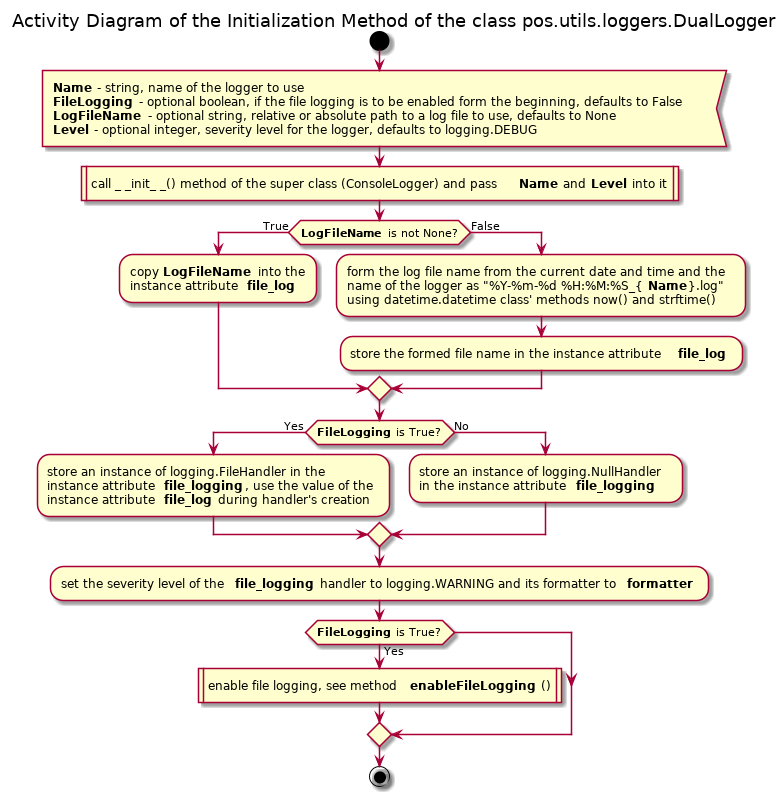 Activity Diagram of the Initialization Method of the class pos.utils.loggers.DualLogger
Name - string, name of the logger to use
FileLogging - optional boolean, if the file logging is to be enabled form the beginning, defaults to False
LogFileName - optional string, relative or absolute path to a log file to use, defaults to None
Level - optional integer, severity level for the logger, defaults to logging.DEBUG
call _ _init_ _() method of the super class (ConsoleLogger) and pass Name and Level into it
True
LogFileName is not None?
False
copy LogFileName into the
instance attribute file_log
form the log file name from the current date and time and the
name of the logger as "%Y-%m-%d %H:%M:%S_{ Name}.log"
using datetime.datetime class' methods now() and strftime()
store the formed file name in the instance attribute file_log
Yes
FileLogging is True?
No
store an instance of logging.FileHandler in the
instance attribute file_logging, use the value of the
instance attribute file_log during handler's creation
store an instance of logging.NullHandler
in the instance attribute file_logging
set the severity level of the file_logging handler to logging.WARNING and its formatter to formatter
FileLogging is True?
Yes
enable file logging, see method enableFileLogging ()